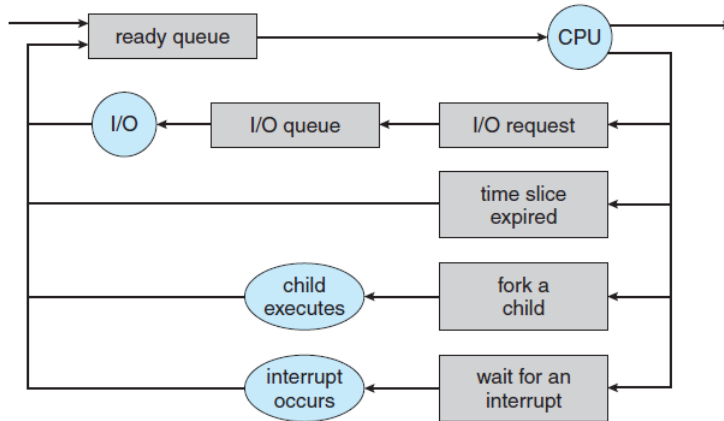 ready queue
CPU
I/O
I/O queue
I/O request
time slice
expired
child
executes
fork a
child
interrupt
occurs
wait for an
interrupt